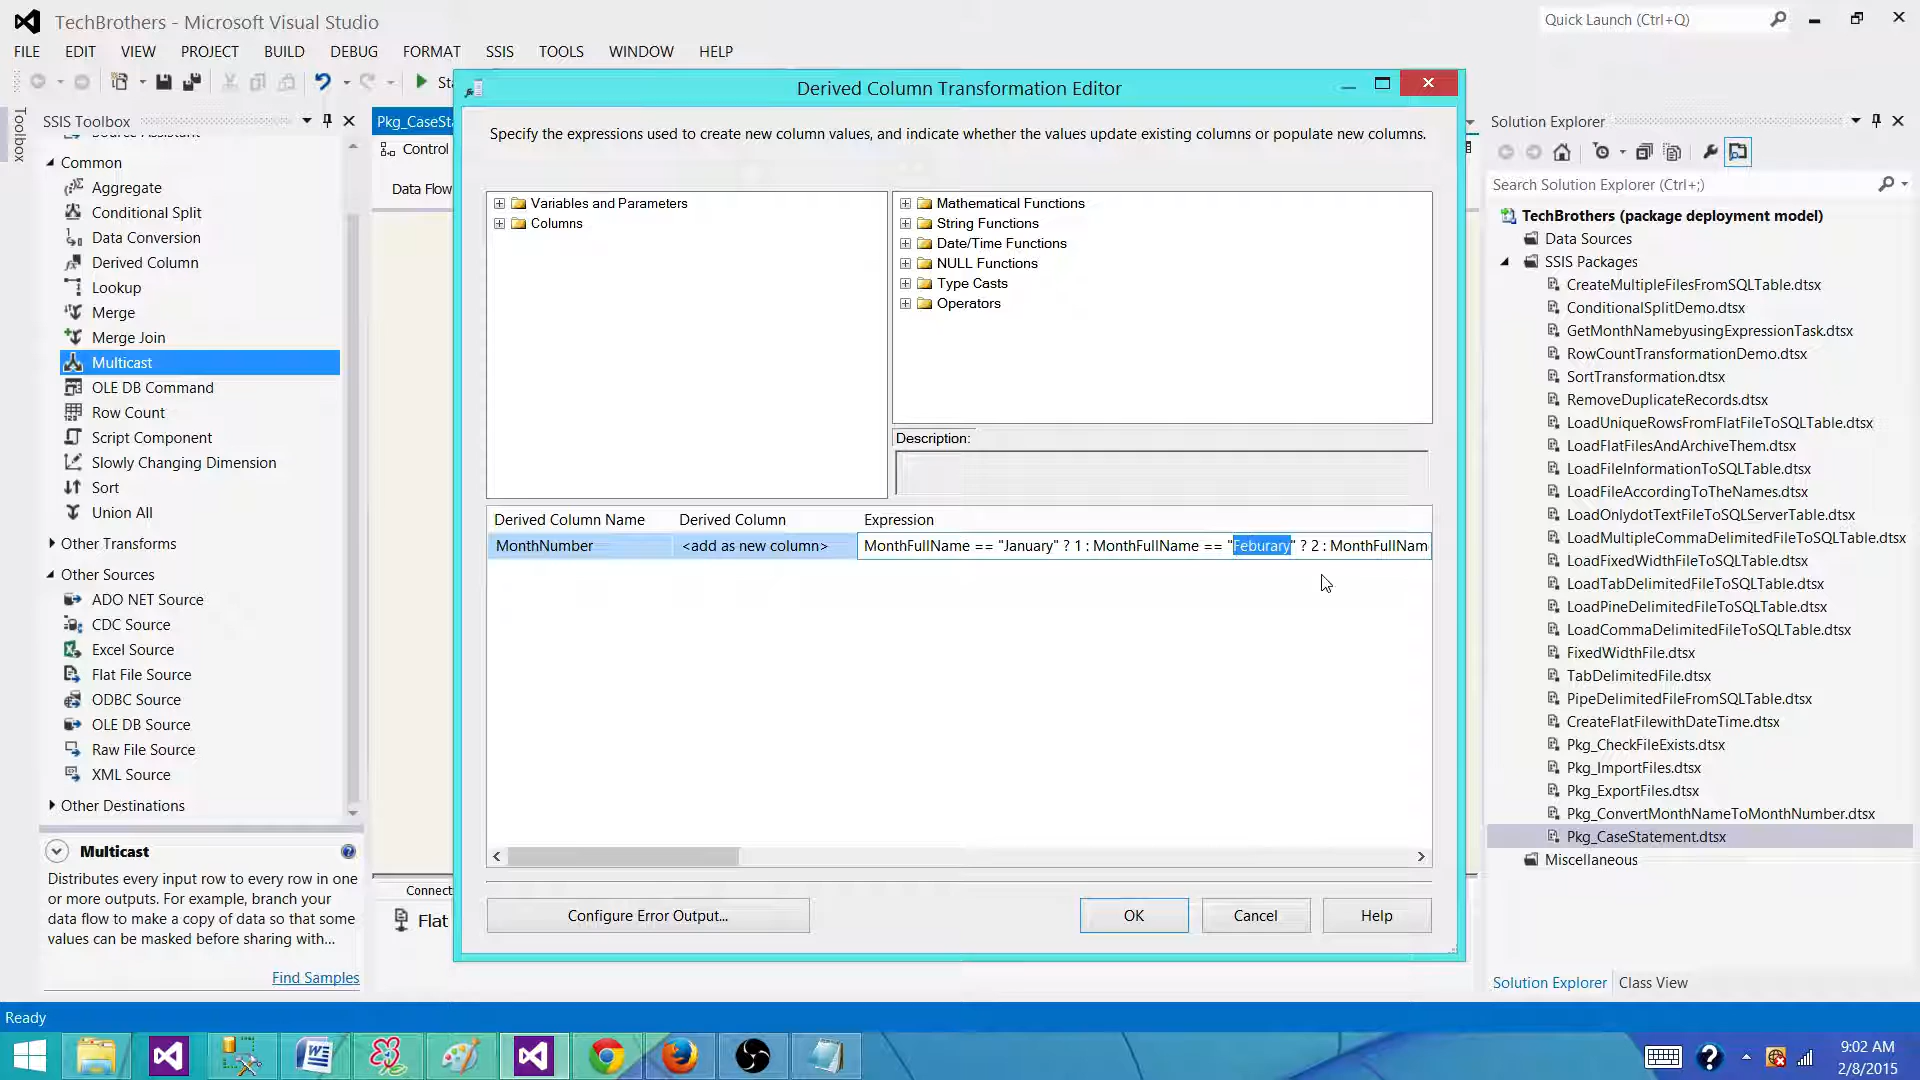 TechBrothers - Microsoft Visual Studio
Quick Launch (Ctrl+Q)
FILE EDIT VIEW PROJECT BUILD DEBUG FORMAT SSIS TOOLS WINDOW HELP
Toolbox
SSIS Toolbox
Common
Aggregate
Conditional Split
Data Conversion
Derived Column
Lookup
Merge
Merge Join
Multicast
OLE DB Command
Row Count
Script Component
Slowly Changing Dimension
Sort
Union All
Other Transforms
Other Sources
ADO NET Source
CDC Source
Excel Source
Flat File Source
ODBC Source
OLE DB Source
Raw File Source
XML Source
Other Destinations
Multicast
Distributes every input row to every row in one
or more outputs. For example, branch your
data flow to make a copy of data so that some
values can be masked before sharing with...
Find Samples
Pkg_CaseSta
Control
Data Flow
Connect
Flat
Derived Column Transformation Editor
Specify the expressions used to create new column values, and indicate whether the values update existing columns or populate new columns.
Variables and Parameters
Columns
Mathematical Functions
String Functions
Date/Time Functions
NULL Functions
Type Casts
Operators
Description:
Derived Column Name Derived Column Expression
MonthNumber <add as new column> MonthFullName == "January" ? 1 : MonthFullName == "Feburary" ? 2 : MonthFullNam
Configure Error Output...
OK
Cancel
Help
Solution Explorer
Search Solution Explorer (Ctrl+;)
TechBrothers (package deployment model)
Data Sources
SSIS Packages
CreateMultipleFilesFromSQLTable.dtsx
ConditionalSplitDemo.dtsx
GetMonthNamebyusingExpressionTask.dtsx
RowCountTransformationDemo.dtsx
SortTransformation.dtsx
RemoveDuplicateRecords.dtsx
LoadUniqueRowsFromFlatFileToSQLTable.dtsx
LoadFlatFilesAndArchiveThem.dtsx
LoadFileInformationToSQLTable.dtsx
LoadFileAccordingToTheNames.dtsx
LoadOnlydotTextFileToSQLServerTable.dtsx
LoadMultipleCommaDelimitedFileToSQLTable.dtsx
LoadFixedWidthFileToSQLTable.dtsx
LoadTabDelimitedFileToSQLTable.dtsx
LoadPineDelimitedFileToSQLTable.dtsx
LoadCommaDelimitedFileToSQLTable.dtsx
FixedWidthFile.dtsx
TabDelimitedFile.dtsx
PipeDelimitedFileFromSQLTable.dtsx
CreateFlatFilewithDateTime.dtsx
Pkg_CheckFileExists.dtsx
Pkg_ImportFiles.dtsx
Pkg_ExportFiles.dtsx
Pkg_ConvertMonthNameToMonthNumber.dtsx
Pkg_CaseStatement.dtsx
Miscellaneous
Solution Explorer Class View
Ready
9:02 AM
2/8/2015